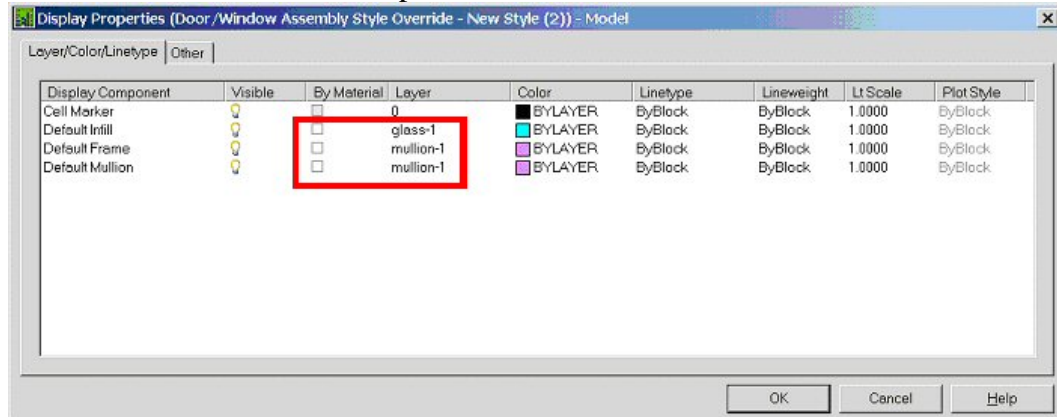 Display Properties (Door/Window Assembly Style Override - New Style (2)) - Model
Layer/Color/Linetype Other
Display Component Visible By Material Layer Color Linetype Lineweight Lt Scale Plot Style
Cell Marker 0 BYLAYER ByBlock ByBlock 1.0000 ByBlock
Default Infill glass-1 BYLAYER ByBlock ByBlock 1.0000 ByBlock
Default Frame mullion-1 BYLAYER ByBlock ByBlock 1.0000 ByBlock
Default Mullion mullion-1 BYLAYER ByBlock ByBlock 1.0000 ByBlock
OK Cancel Help